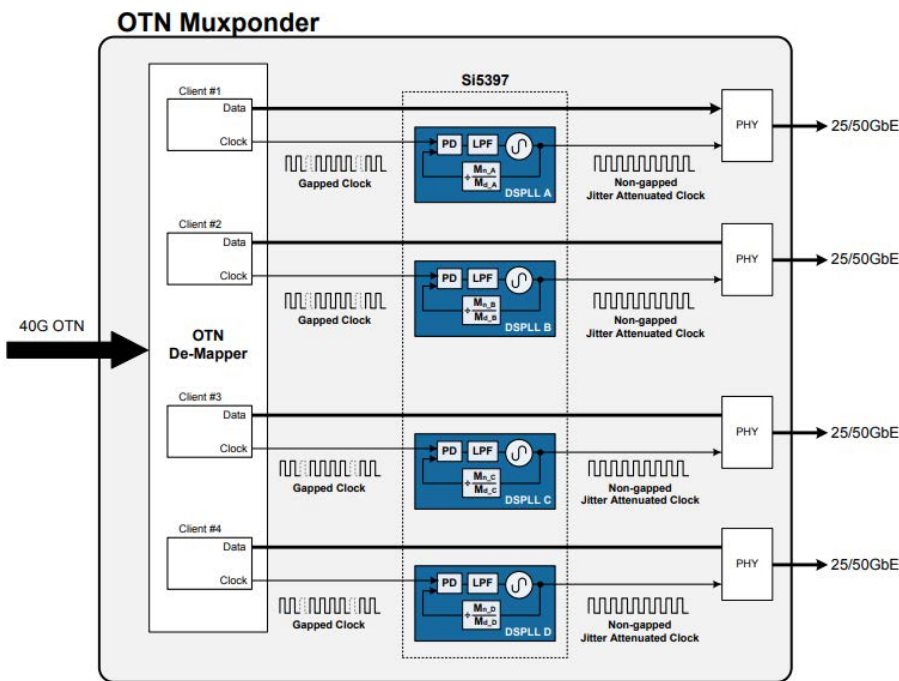 OTN Muxponder
Si5397
40G OTN
OTN
De-Mapper
Client #1
Data
Clock
Gapped Clock
PD
LPF
÷ Mn_A
Md_A
DSPLL A
Non-gapped
Jitter Attenuated Clock
PHY
25/50GbE
Client #2
Data
Clock
Gapped Clock
PD
LPF
÷ Mn_B
Md_B
DSPLL B
Non-gapped
Jitter Attenuated Clock
PHY
25/50GbE
Client #3
Data
Clock
Gapped Clock
PD
LPF
÷ Mn_C
Md_C
DSPLL C
Non-gapped
Jitter Attenuated Clock
PHY
25/50GbE
Client #4
Data
Clock
Gapped Clock
PD
LPF
÷ Mn_D
Md_D
DSPLL D
Non-gapped
Jitter Attenuated Clock
PHY
25/50GbE